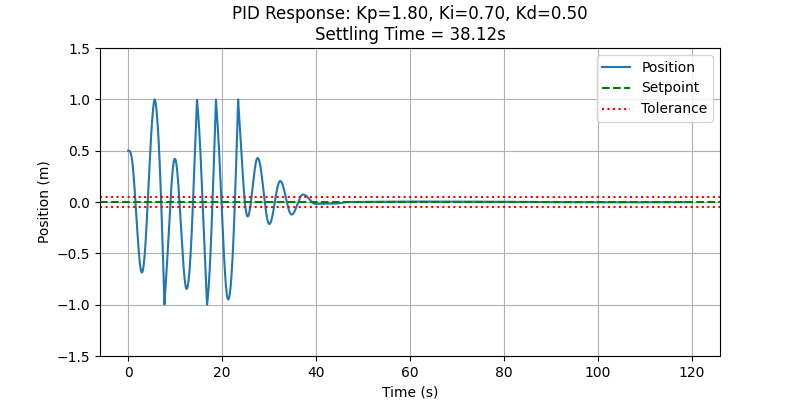 PID Response: Kp=1.80, Ki=0.70, Kd=0.50
Settling Time = 38.12s
Position
Setpoint
Tolerance
1.5
1.0
0.5
0.0
−0.5
−1.0
−1.5
Position (m)
0 20 40 60 80 100 120
Time (s)